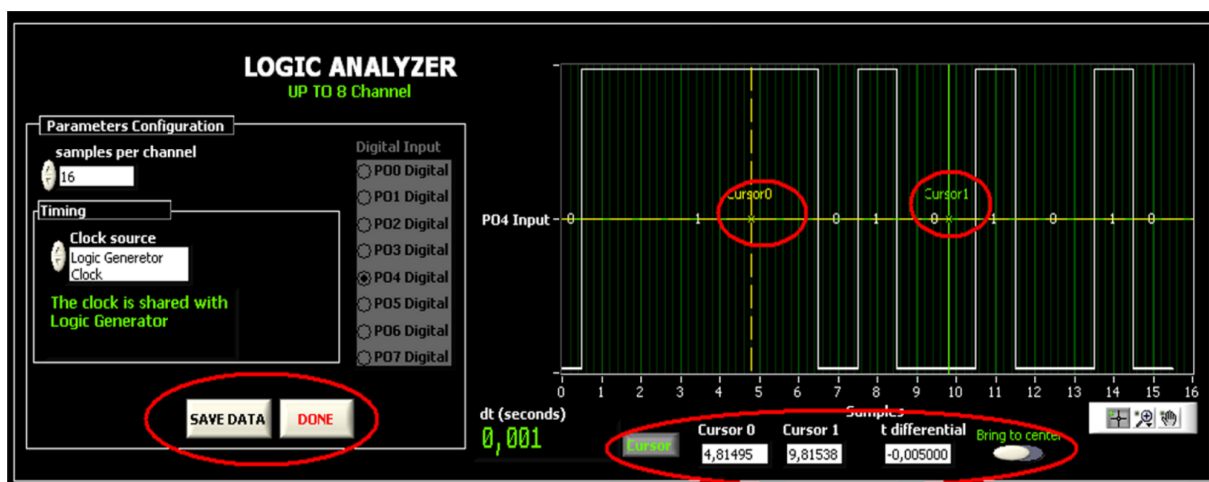 LOGIC ANALYZER
UP TO 8 Channel
Parameters Configuration
samples per channel
16
Timing
Clock source
Logic Generetor
Clock
The clock is shared with
Logic Generator
Digital Input
PO0 Digital
PO1 Digital
PO2 Digital
PO3 Digital
PO4 Digital
PO5 Digital
PO6 Digital
PO7 Digital
SAVE DATA
DONE
Cursor0
Cursor1
PO4 Input
0 1 0 1 0 1 0 1 0
0 1 2 3 4 5 6 7 8 9 10 11 12 13 14 15 16
Samples
dt (seconds)
0,001
Cursor
Cursor 0
4,81495
Cursor 1
9,81538
t differential
-0,005000
Bring to center